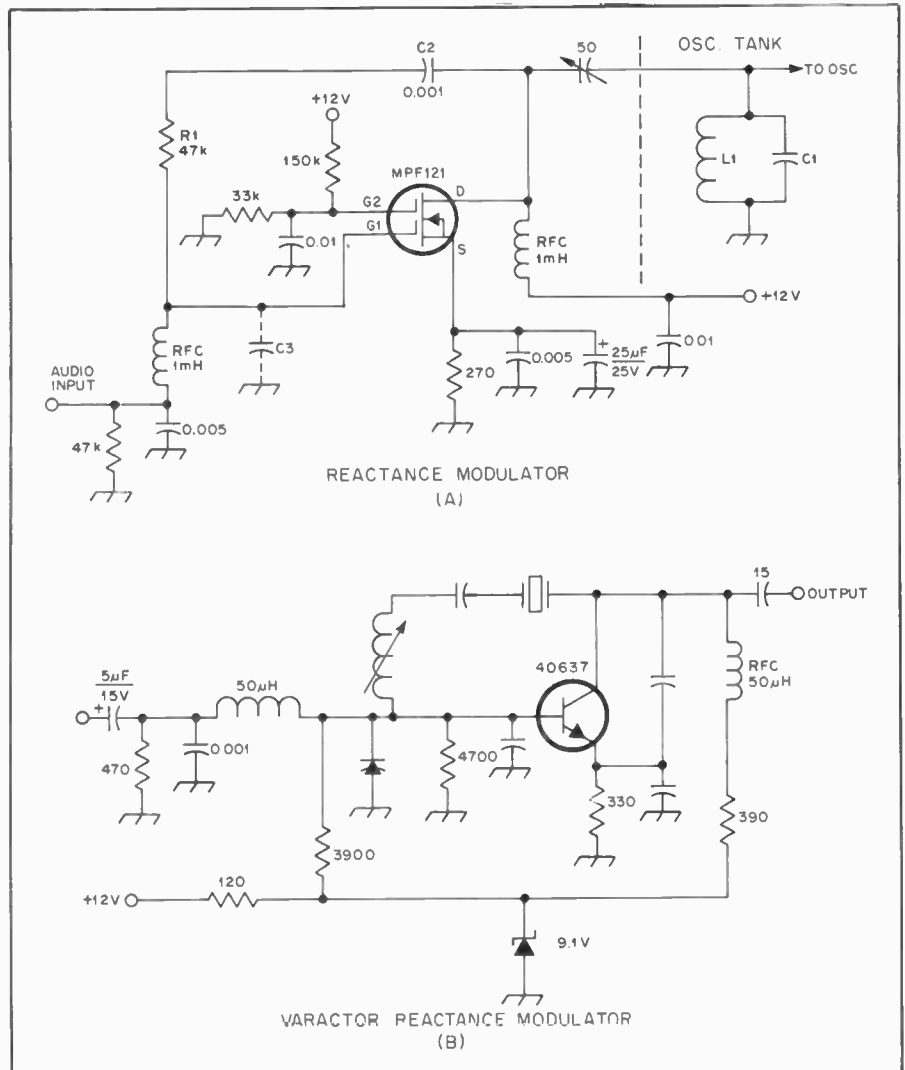 C2
0.001
50
OSC. TANK
TO OSC
+12V
R1
47k
150k
MPF121
33k
G2
D
G1
S
0.01
L1
C1
RFC
1mH
+12V
C3
RFC
1mH
AUDIO
INPUT
0.005
47k
270
0.005
+
25µF
25V
0.01
REACTANCE MODULATOR
(A)
15
OUTPUT
40637
RFC
50µH
5µF
15V
+
50µH
470
0.001
4700
330
390
3900
+12V
120
9.1V
VARACTOR REACTANCE MODULATOR
(B)